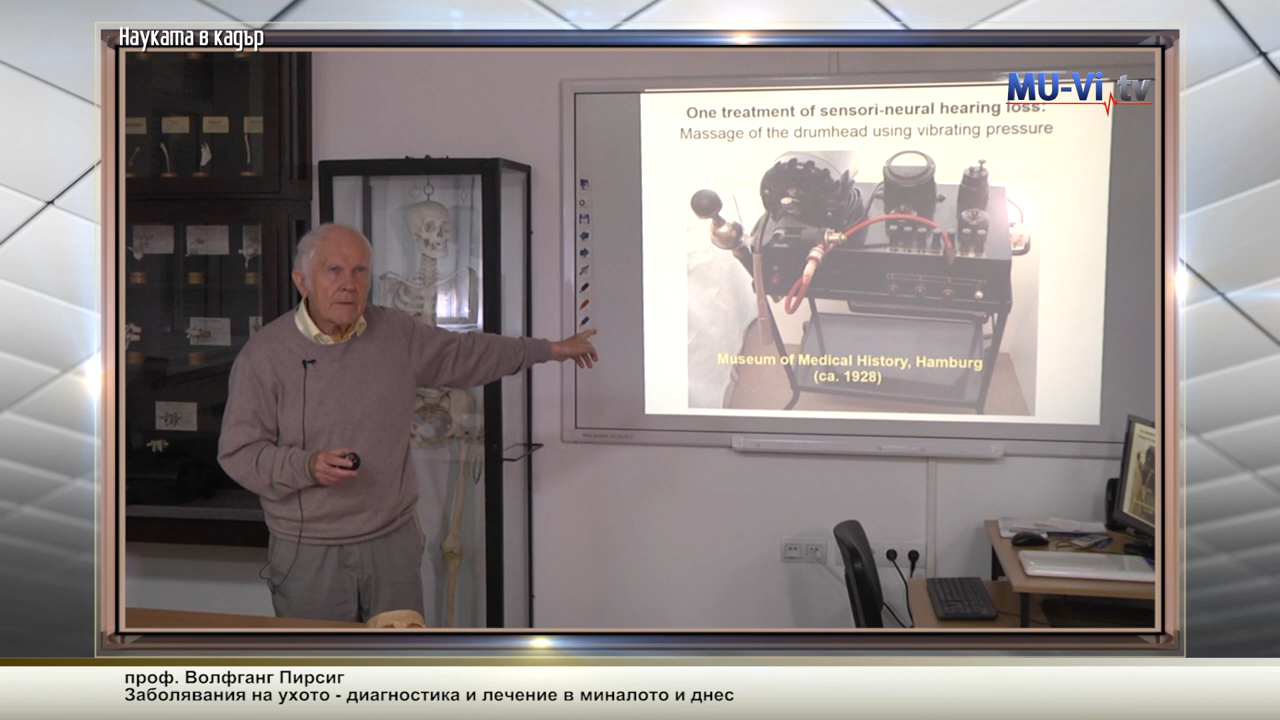 Науката в кадър
MU-Vi tv
One treatment of sensori-neural hearing loss:
Massage of the drumhead using vibrating pressure
Museum of Medical History, Hamburg
(ca. 1928)
проф. Волфганг Пирсиг
Заболявания на ухото - диагностика и лечение в миналото и днес